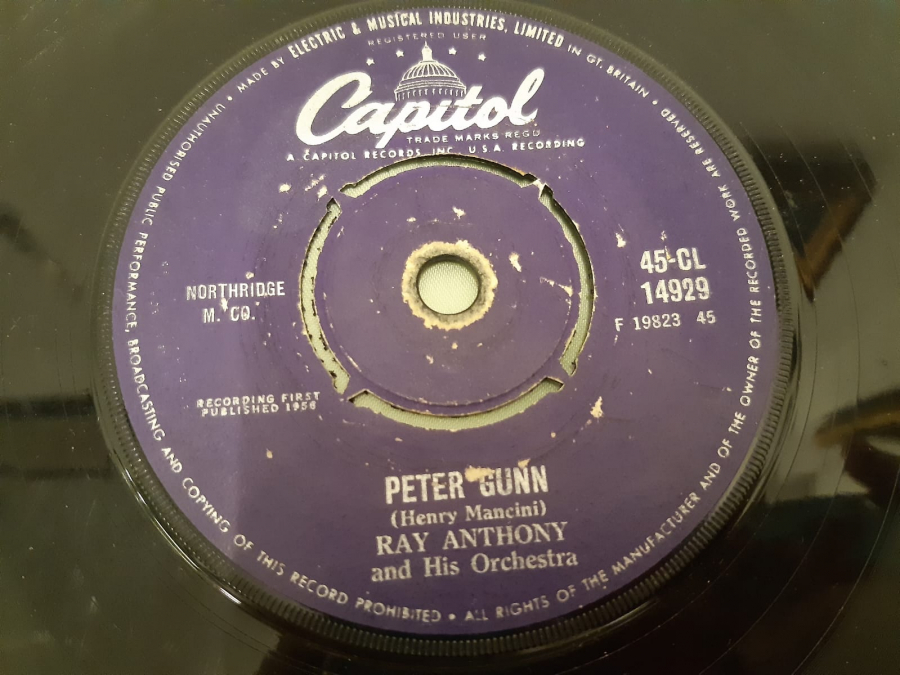 MADE BY ELECTRIC & MUSICAL INDUSTRIES, LIMITED IN GT. BRITAIN • ALL RIGHTS OF THE MANUFACTURER AND OF THE OWNER OF THE RECORDED WORK ARE RESERVED •
UNAUTHORISED PUBLIC PERFORMANCE, BROADCASTING AND COPYING OF THIS RECORD PROHIBITED •
REGISTERED USER
Capitol
TRADE MARKS REGD
A CAPITOL RECORDS, INC., U.S.A. RECORDING
NORTHRIDGE
M. CO.
45-CL
14929
F 19823 45
RECORDING FIRST
PUBLISHED 1958
PETER GUNN
(Henry Mancini)
RAY ANTHONY
and His Orchestra